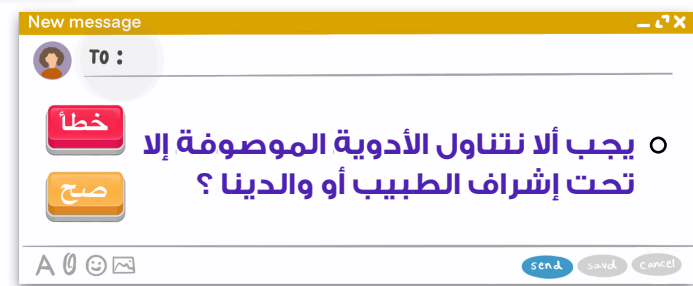 New message
TO :
خطأ
يجب ألا نتناول الأدوية الموصوفة إلا
تحت إشراف الطبيب أو والدينا ؟
صح
send
savd
cancel